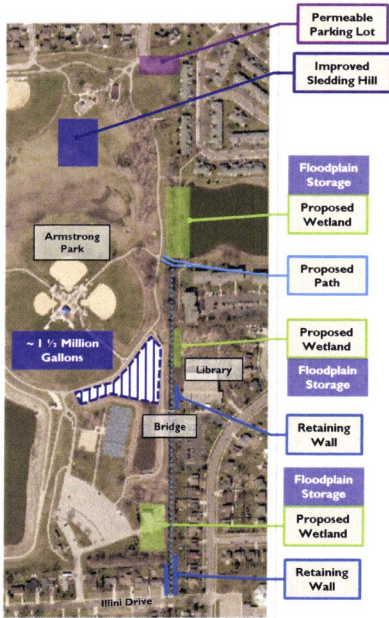 Permeable
Parking Lot
Improved
Sledding Hill
Floodplain
Storage
Proposed
Wetland
Armstrong
Park
Proposed
Path
~ 1 ½ Million
Gallons
Proposed
Wetland
Library
Floodplain
Storage
Bridge
Retaining
Wall
Floodplain
Storage
Proposed
Wetland
Retaining
Wall
Illini Drive